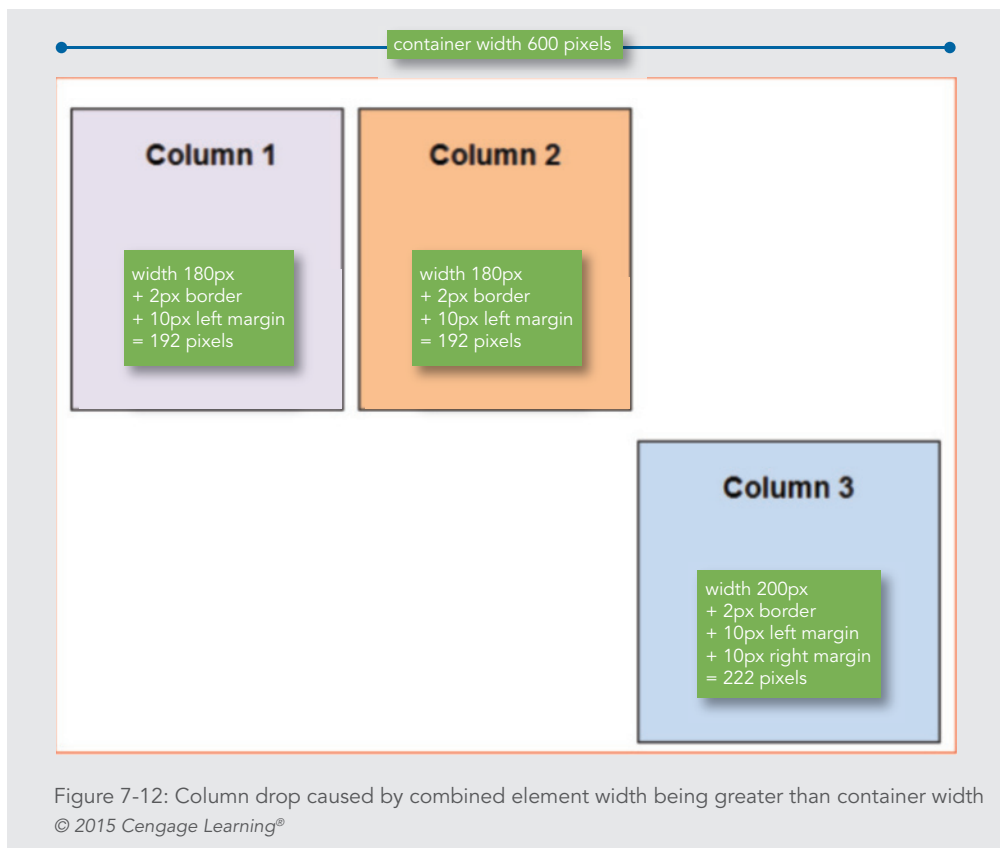 container width 600 pixels
Column 1
Column 2
width 180px
+ 2px border
+ 10px left margin
= 192 pixels
width 180px
+ 2px border
+ 10px left margin
= 192 pixels
Column 3
width 200px
+ 2px border
+ 10px left margin
+ 10px right margin
= 222 pixels
Figure 7-12: Column drop caused by combined element width being greater than container width
© 2015 Cengage Learning®